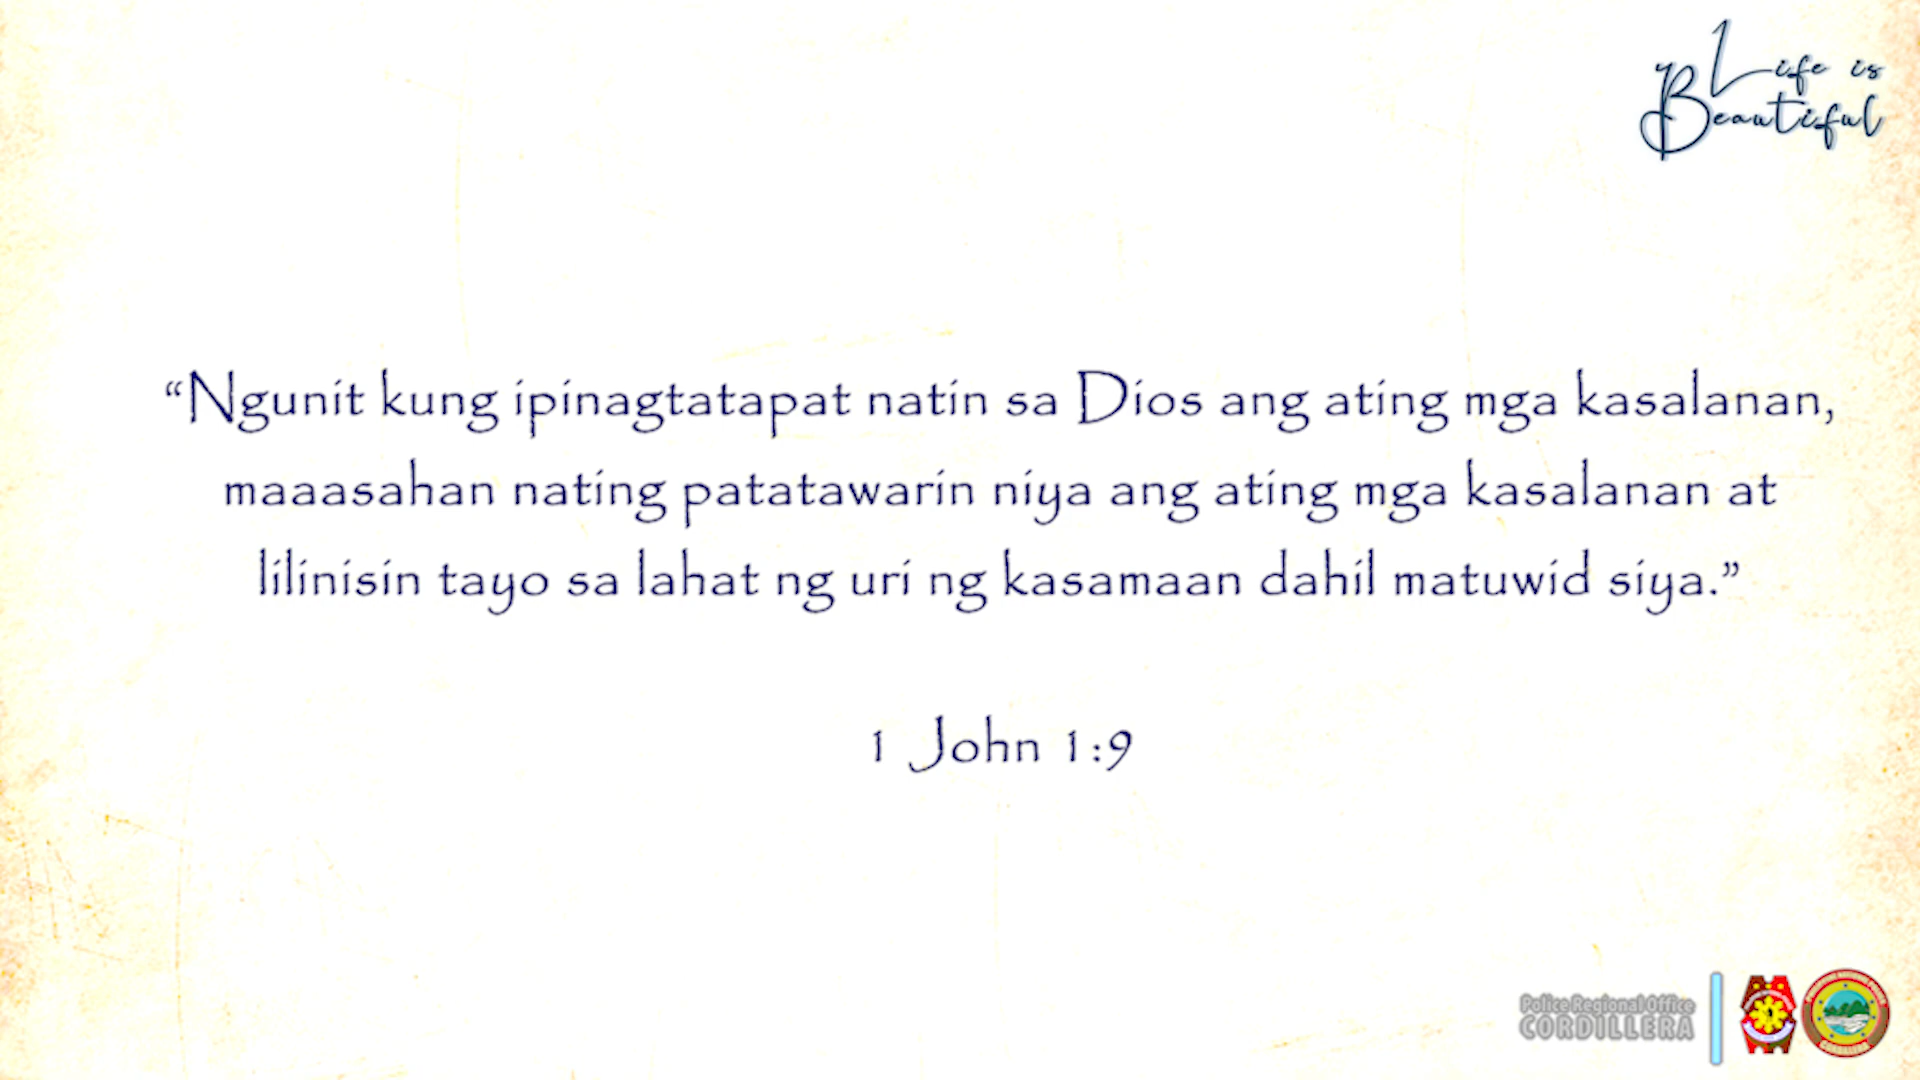 Life is
Beautiful
“Ngunit kung ipinagtatapat natin sa Dios ang ating mga kasalanan,
maaasahan nating patatawarin niya ang ating mga kasalanan at
lilinisin tayo sa lahat ng uri ng kasamaan dahil matuwid siya.”
1 John 1:9
Police Regional Office
CORDILLERA